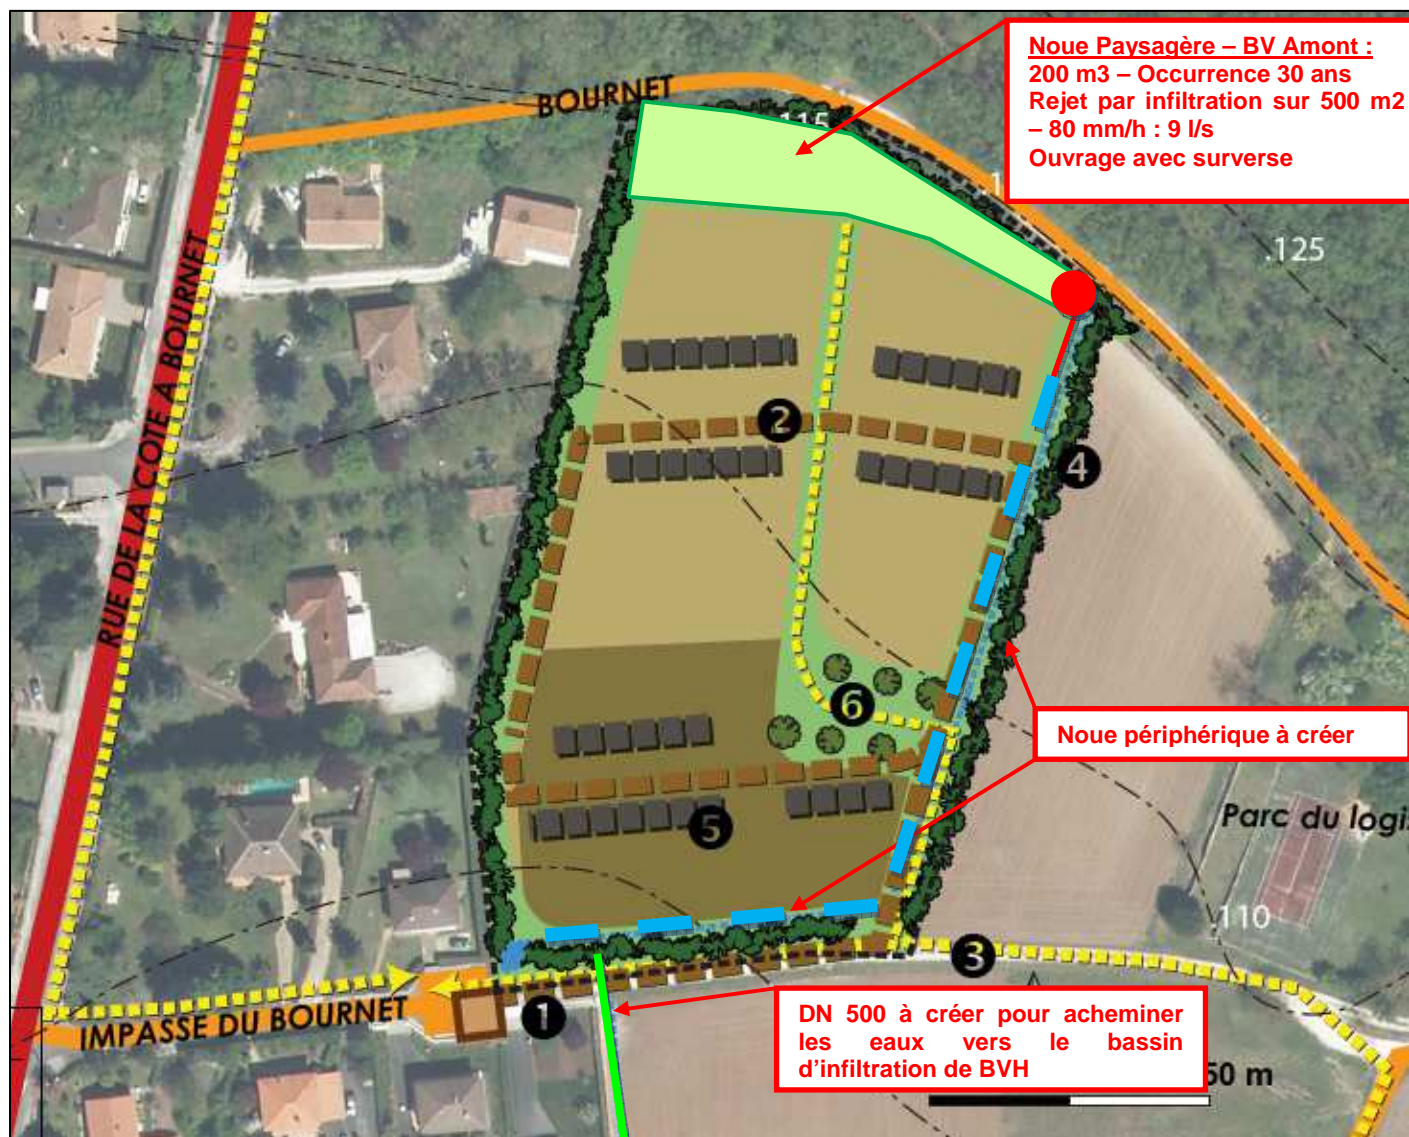 Noue Paysagère – BV Amont :
200 m3 – Occurrence 30 ans
Rejet par infiltration sur 500 m2
– 80 mm/h : 9 l/s
Ouvrage avec surverse
BOURNET
.115
.125
RUE DE LA COTE A BOURNET
2
4
6
Noue périphérique à créer
5
Parc du logis
.110
3
1
IMPASSE DU BOURNET
DN 500 à créer pour acheminer
les eaux vers le bassin
d'infiltration de BVH
50 m